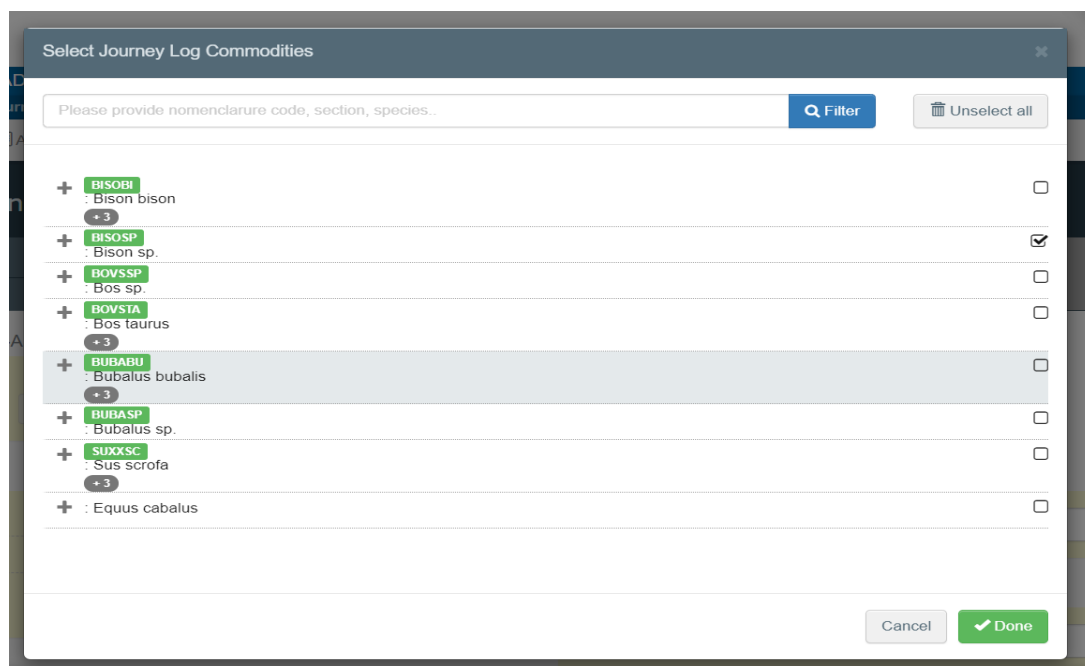 Select Journey Log Commodities
Please provide nomenclarure code, section, species..
Filter
Unselect all
BISOBI
: Bison bison
+ 3
BISOSP
: Bison sp.
BOVSSP
: Bos sp.
BOVSTA
: Bos taurus
+ 3
BUBABU
: Bubalus bubalis
+ 3
BUBASP
: Bubalus sp.
SUXXSC
: Sus scrofa
+ 3
: Equus cabalus
Cancel
Done